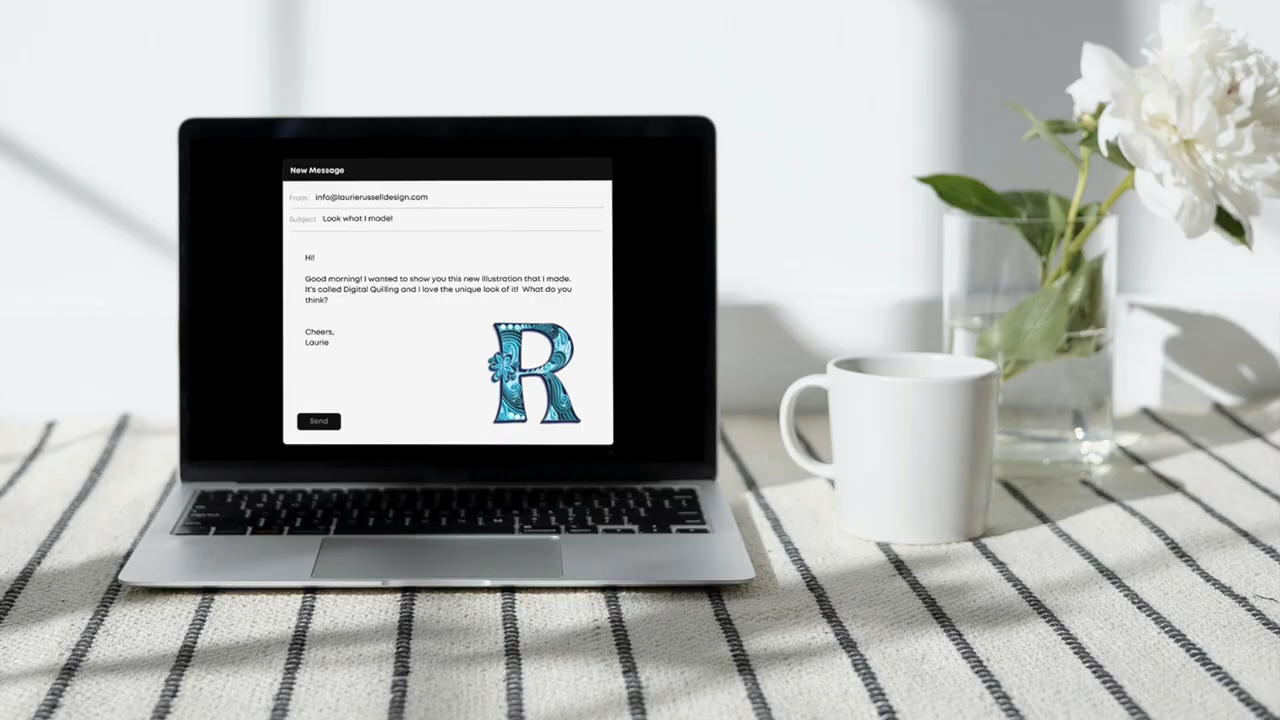 New Message
From: info@laurierusselldesign.com
Subject Look what I made!
Hi!
Good morning! I wanted to show you this new illustration that I made.
It's called Digital Quilling and I love the unique look of it! What do you
think?
Cheers,
Laurie
R
Send